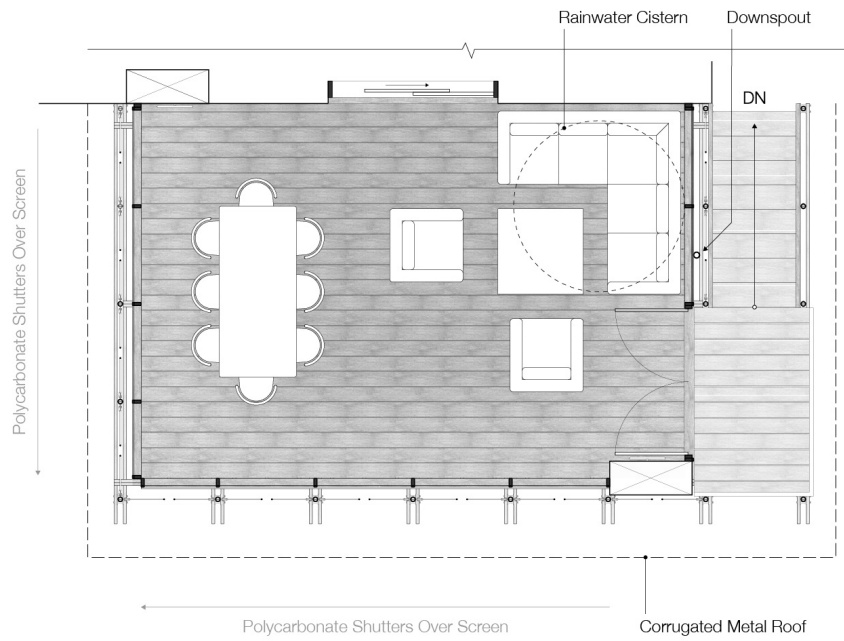 Rainwater Cistern
Downspout
DN
Polycarbonate Shutters Over Screen
Polycarbonate Shutters Over Screen
Corrugated Metal Roof